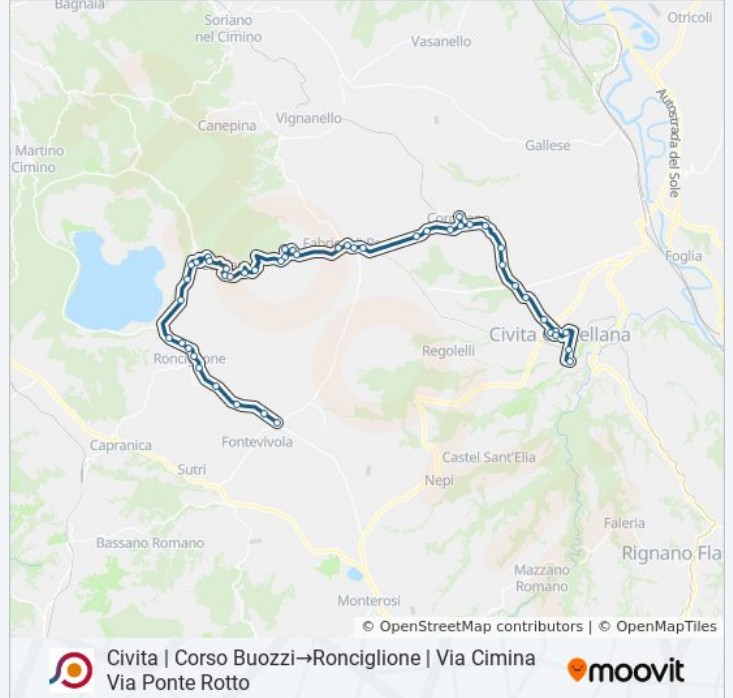 Bagnaia
Soriano
nel Cimino
Otricoli
Vasanello
Autostrada del Sole
Vignanello
Canepina
Gallese
Martino
Cimino
Foglia
Civita
Regolelli
Capranica
Fontevivola
Castel Sant'Elia
Sutri
Nepi
Faleria
Bassano Romano
Rignano Fla
Mazzano
Romano
Monterosi
© OpenStreetMap contributors | © OpenMapTiles
Civita | Corso Buozzi→Ronciglione | Via Cimina
Via Ponte Rotto
moovit